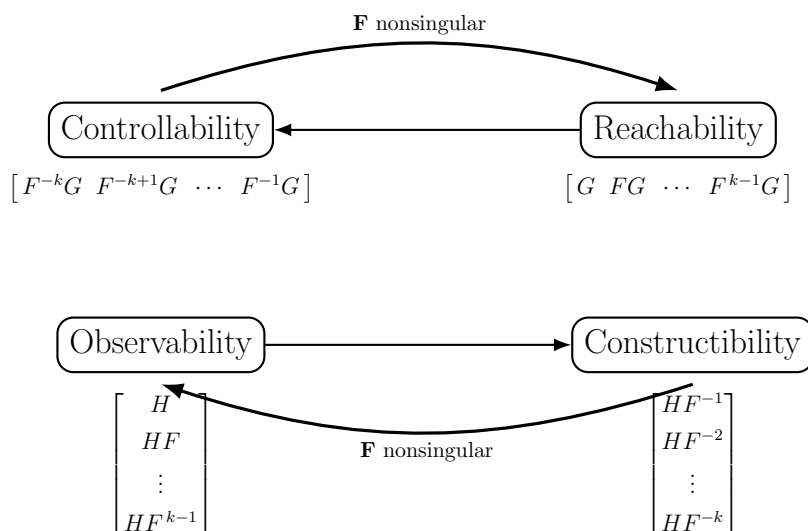 F nonsingular
Controllability Reachability
[ F^{-k}G F^{-k+1}G ⋯ F^{-1}G ] [ G FG ⋯ F^{k-1}G ]
Observability Constructibility
H HF^{-1}
HF HF^{-2}
F nonsingular
⋮ ⋮
HF^{k-1} HF^{-k}